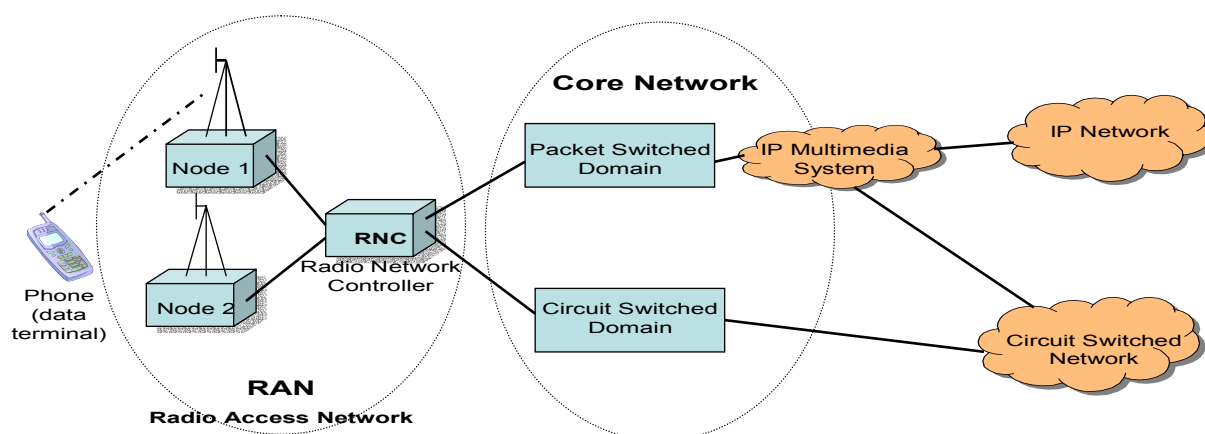 Core Network
Node 1
Packet Switched
Domain
IP Multimedia
System
IP Network
RNC
Radio Network
Controller
Phone
(data
terminal)
Node 2
Circuit Switched
Domain
Circuit Switched
Network
RAN
Radio Access Network